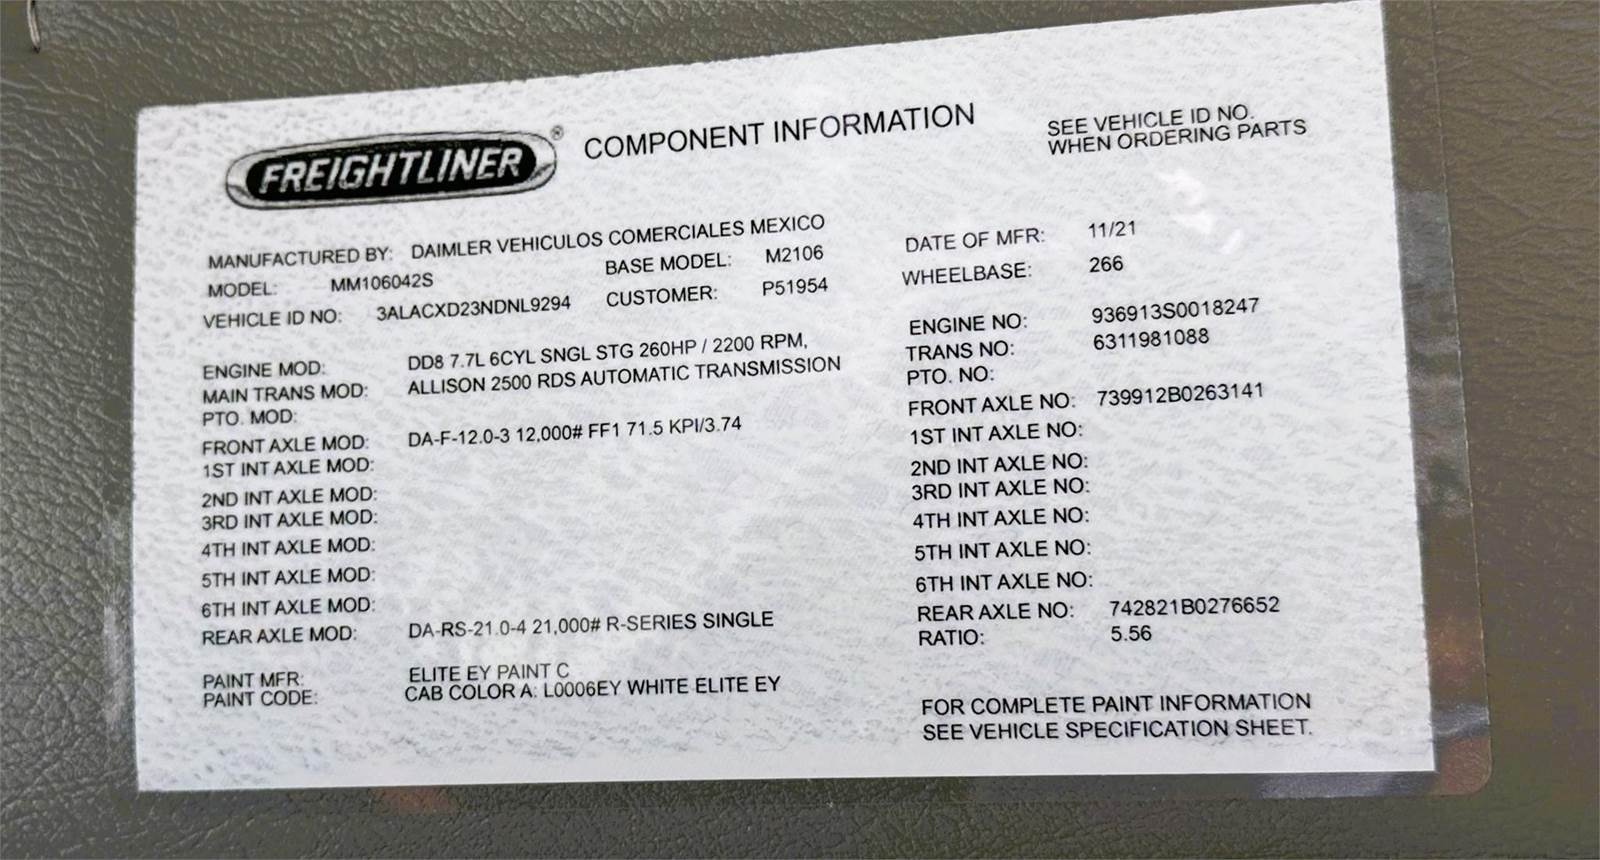 FREIGHTLINER® COMPONENT INFORMATION
SEE VEHICLE ID NO.
WHEN ORDERING PARTS
MANUFACTURED BY: DAIMLER VEHICULOS COMERCIALES MEXICO
MODEL: MM106042S BASE MODEL: M2106
VEHICLE ID NO: 3ALACXD23NDNL9294 CUSTOMER: P51954
DATE OF MFR: 11/21
WHEELBASE: 266
ENGINE MOD: DD8 7.7L 6CYL SNGL STG 260HP / 2200 RPM,
MAIN TRANS MOD: ALLISON 2500 RDS AUTOMATIC TRANSMISSION
PTO. MOD:
FRONT AXLE MOD: DA-F-12.0-3 12,000# FF1 71.5 KPI/3.74
1ST INT AXLE MOD:
2ND INT AXLE MOD:
3RD INT AXLE MOD:
4TH INT AXLE MOD:
5TH INT AXLE MOD:
6TH INT AXLE MOD:
REAR AXLE MOD: DA-RS-21.0-4 21,000# R-SERIES SINGLE
ENGINE NO: 936913S0018247
TRANS NO: 6311981088
PTO. NO:
FRONT AXLE NO: 739912B0263141
1ST INT AXLE NO:
2ND INT AXLE NO:
3RD INT AXLE NO:
4TH INT AXLE NO:
5TH INT AXLE NO:
6TH INT AXLE NO:
REAR AXLE NO: 742821B0276652
RATIO: 5.56
PAINT MFR: ELITE EY PAINT C
PAINT CODE: CAB COLOR A: L0006EY WHITE ELITE EY
FOR COMPLETE PAINT INFORMATION
SEE VEHICLE SPECIFICATION SHEET.